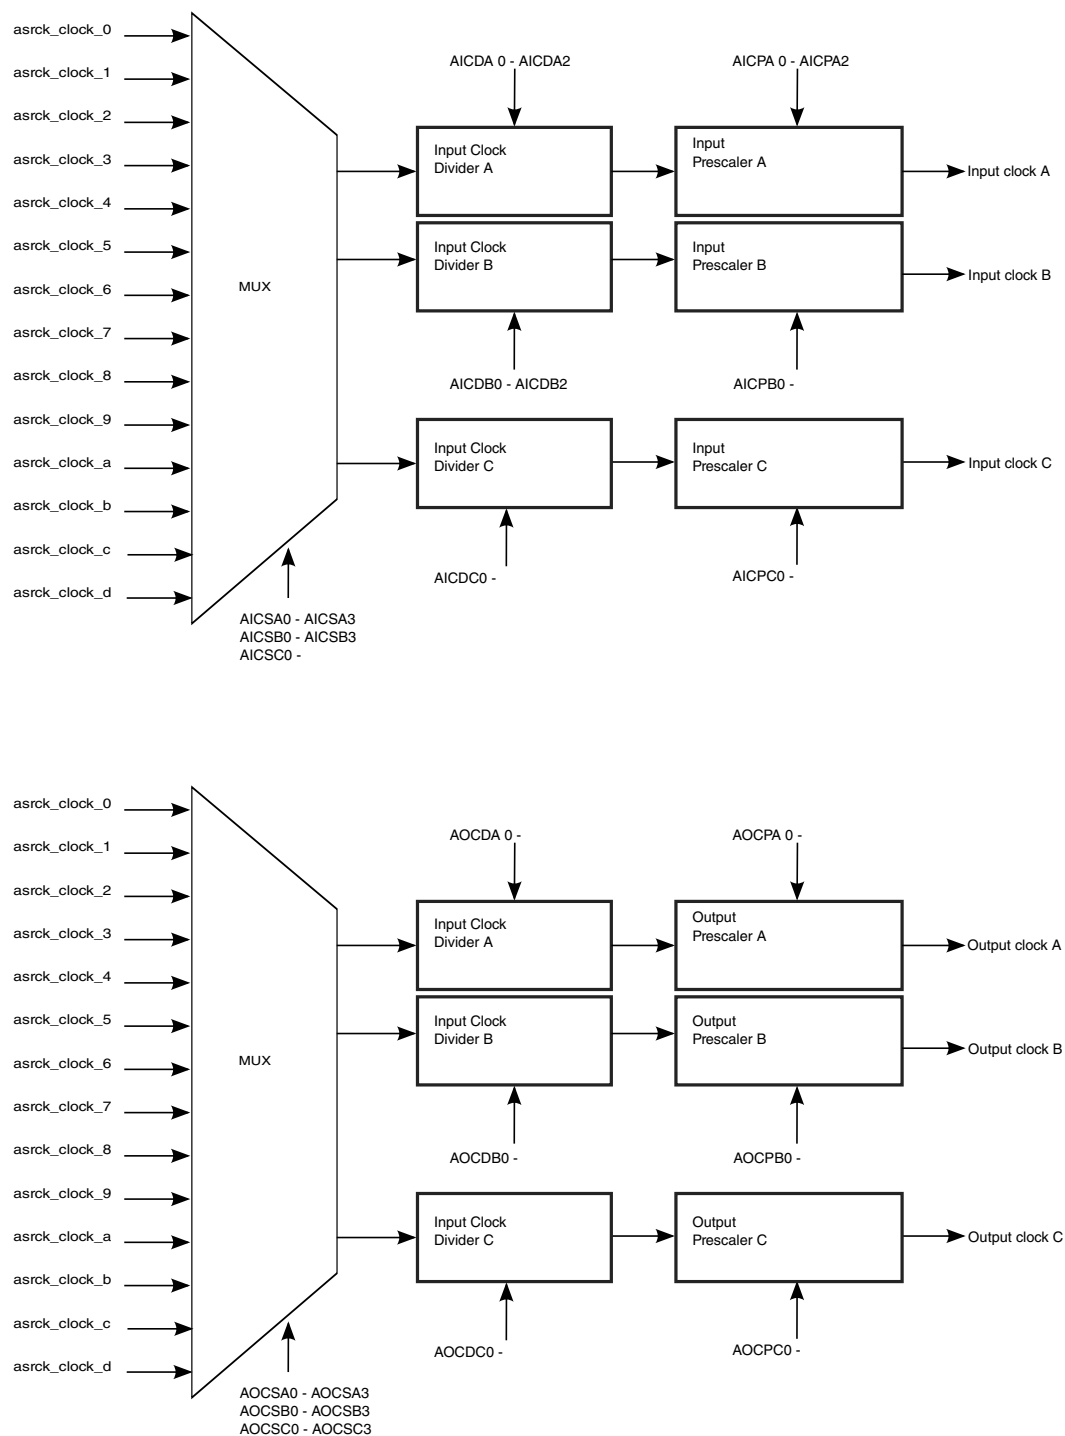 asrck_clock_0
asrck_clock_1
asrck_clock_2
asrck_clock_3
asrck_clock_4
asrck_clock_5
asrck_clock_6
asrck_clock_7
asrck_clock_8
asrck_clock_9
asrck_clock_a
asrck_clock_b
asrck_clock_c
asrck_clock_d
MUX
AICSA0 - AICSA3
AICSB0 - AICSB3
AICSC0 -
AICDA 0 - AICDA2
AICPA 0 - AICPA2
Input Clock
Divider A
Input
Prescaler A
Input clock A
Input Clock
Divider B
Input
Prescaler B
Input clock B
AICDB0 - AICDB2
AICPB0 -
Input Clock
Divider C
Input
Prescaler C
Input clock C
AICDC0 -
AICPC0 -
asrck_clock_0
asrck_clock_1
asrck_clock_2
asrck_clock_3
asrck_clock_4
asrck_clock_5
asrck_clock_6
asrck_clock_7
asrck_clock_8
asrck_clock_9
asrck_clock_a
asrck_clock_b
asrck_clock_c
asrck_clock_d
MUX
AOCSA0 - AOCSA3
AOCSB0 - AOCSB3
AOCSC0 - AOCSC3
AOCDA 0 -
AOCPA 0 -
Input Clock
Divider A
Output
Prescaler A
Output clock A
Input Clock
Divider B
Output
Prescaler B
Output clock B
AOCDB0 -
AOCPB0 -
Input Clock
Divider C
Output
Prescaler C
Output clock C
AOCDC0 -
AOCPC0 -